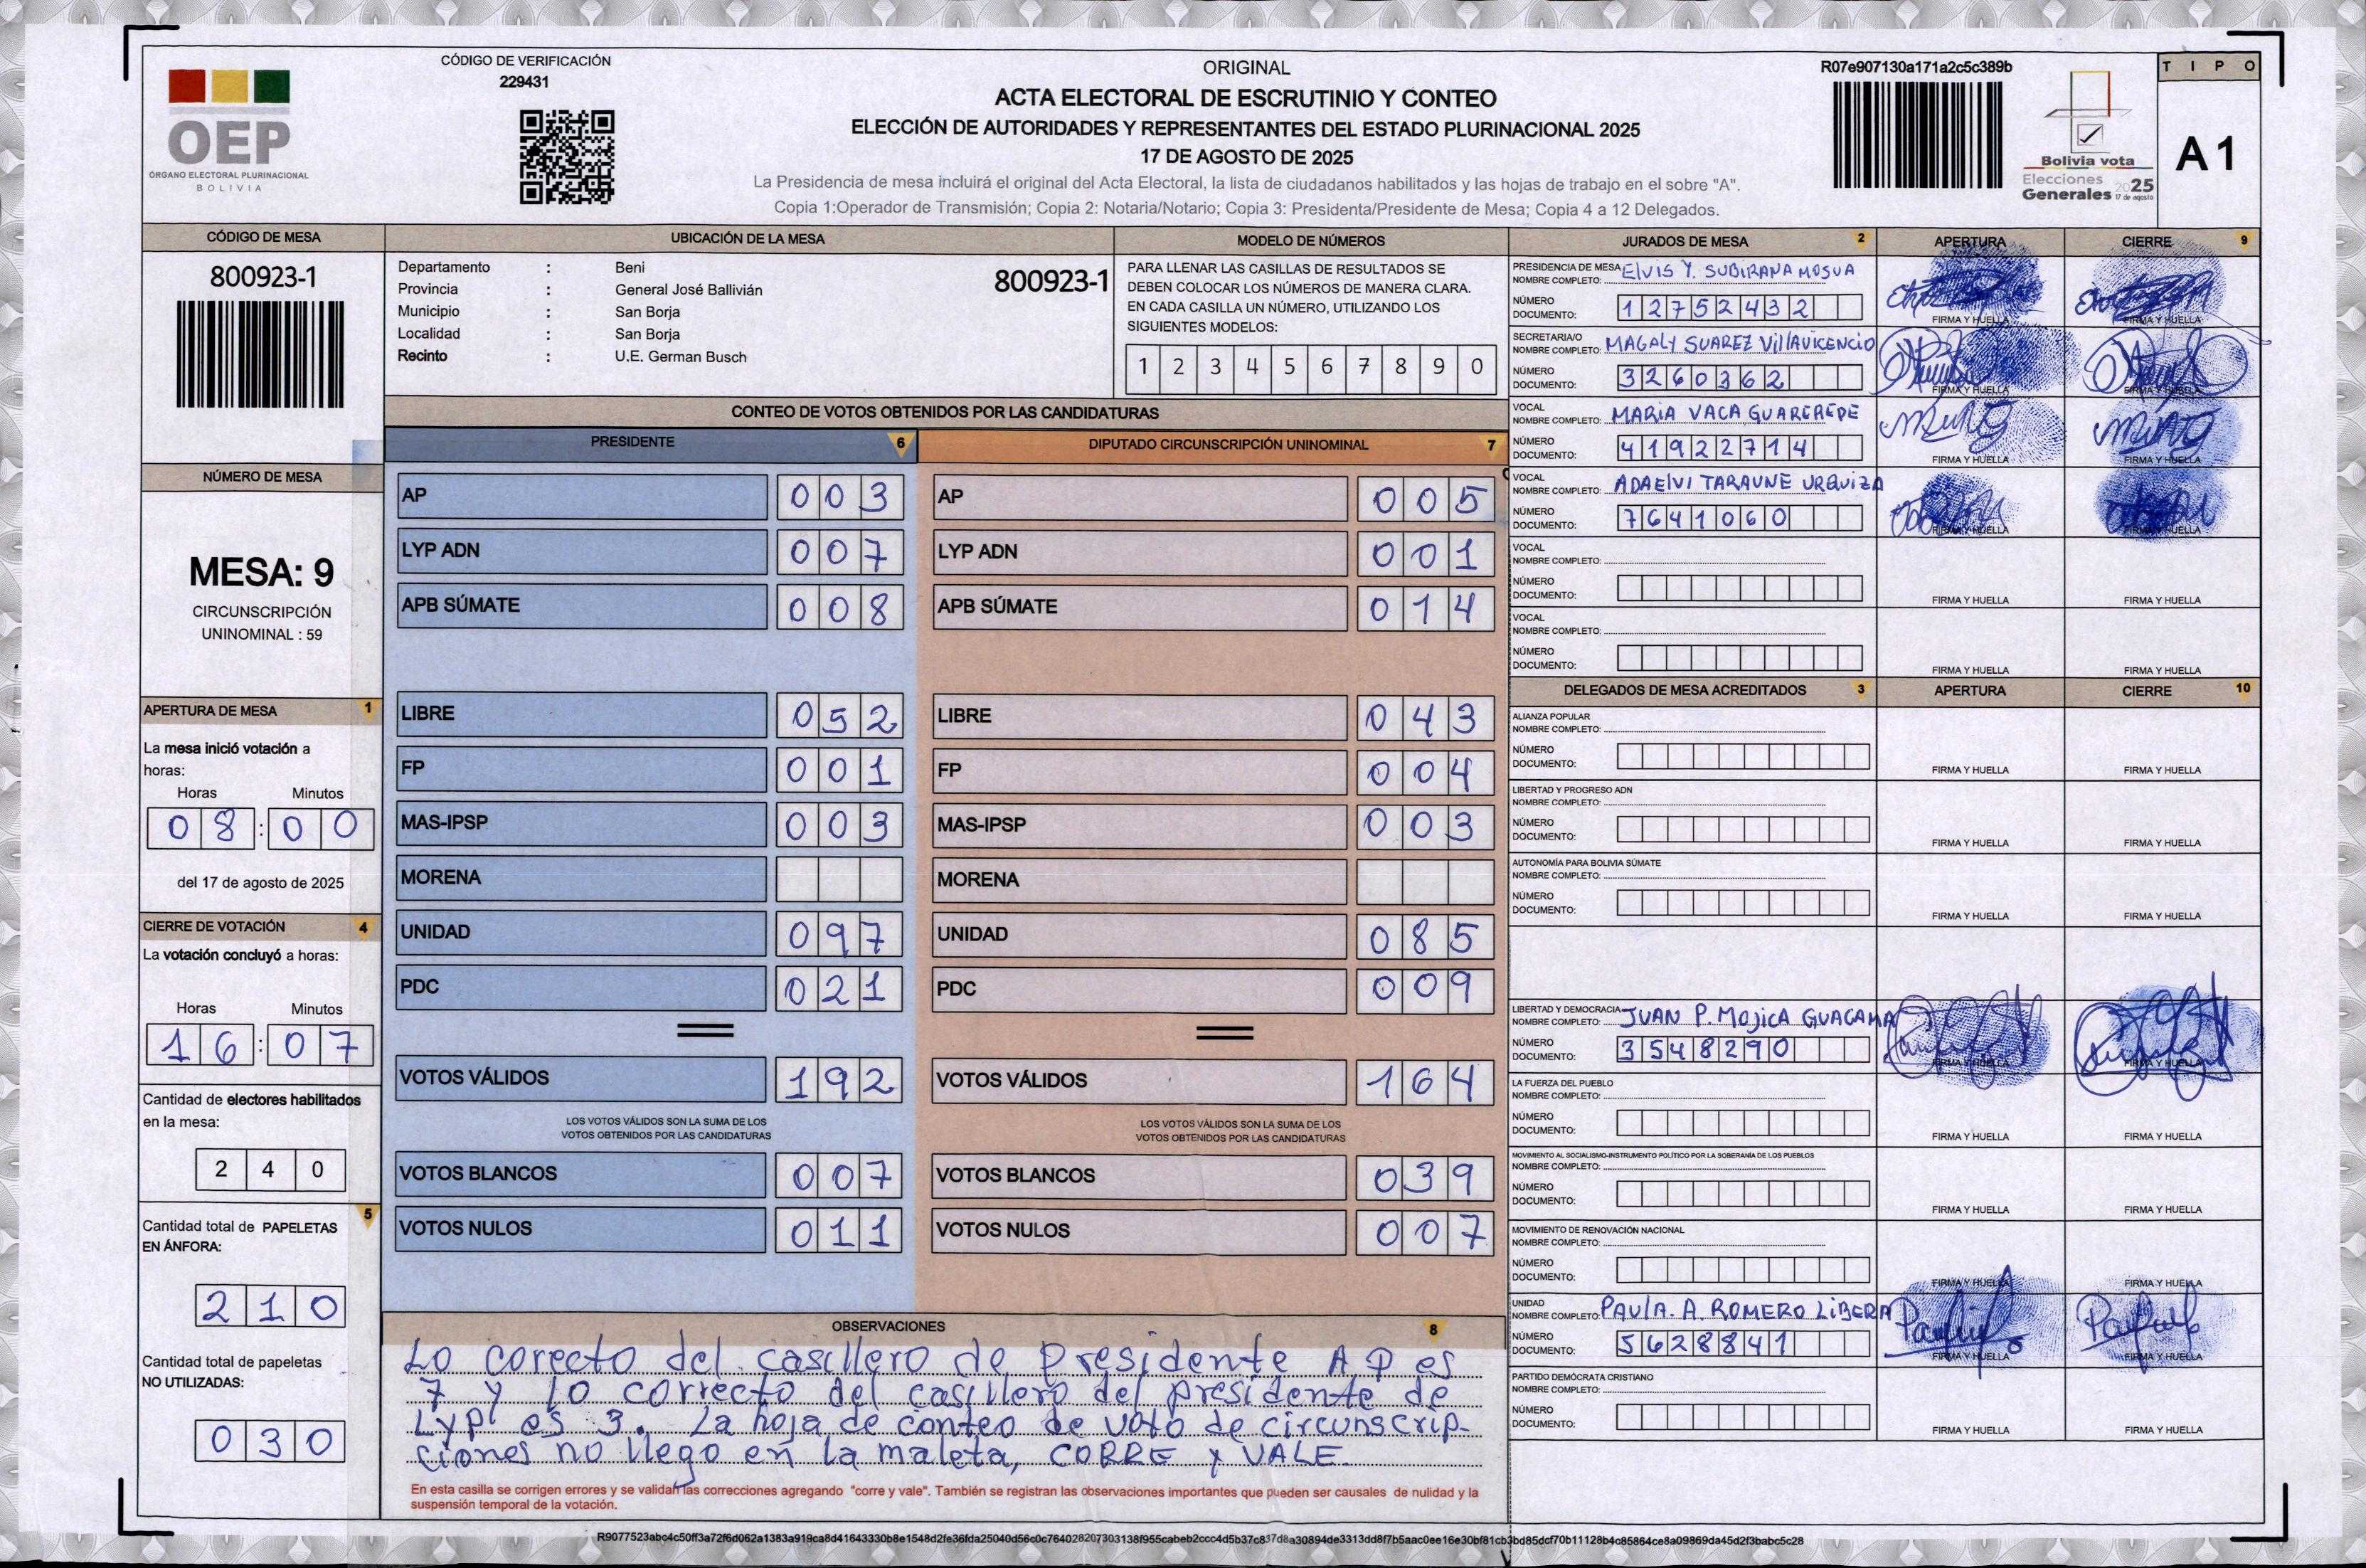 CÓDIGO DE VERIFICACIÓN
229431
OEP
ÓRGANO ELECTORAL PLURINACIONAL
BOLIVIA
ORIGINAL
ACTA ELECTORAL DE ESCRUTINIO Y CONTEO
ELECCIÓN DE AUTORIDADES Y REPRESENTANTES DEL ESTADO PLURINACIONAL 2025
17 DE AGOSTO DE 2025
La Presidencia de mesa incluirá el original del Acta Electoral, la lista de ciudadanos habilitados y las hojas de trabajo en el sobre "A".
Copia 1:Operador de Transmisión; Copia 2: Notaria/Notario; Copia 3: Presidenta/Presidente de Mesa; Copia 4 a 12 Delegados.
R07e907130a171a2c5c389b
Bolivia vota
Elecciones
Generales 2025
17 de agosto
TIPO
A 1
CÓDIGO DE MESA
800923-1
NÚMERO DE MESA
MESA: 9
CIRCUNSCRIPCIÓN
UNINOMINAL : 59
APERTURA DE MESA 1
La mesa inició votación a
horas:
Horas Minutos
08:00
del 17 de agosto de 2025
CIERRE DE VOTACIÓN 4
La votación concluyó a horas:
Horas Minutos
16:07
Cantidad de electores habilitados
en la mesa:
240
5
Cantidad total de PAPELETAS
EN ÁNFORA:
210
Cantidad total de papeletas
NO UTILIZADAS:
030
UBICACIÓN DE LA MESA
Departamento : Beni
800923-1
Provincia : General José Ballivián
Municipio : San Borja
Localidad : San Borja
Recinto : U.E. German Busch
MODELO DE NÚMEROS
PARA LLENAR LAS CASILLAS DE RESULTADOS SE
DEBEN COLOCAR LOS NÚMEROS DE MANERA CLARA.
EN CADA CASILLA UN NÚMERO, UTILIZANDO LOS
SIGUIENTES MODELOS:
1 2 3 4 5 6 7 8 9 0
CONTEO DE VOTOS OBTENIDOS POR LAS CANDIDATURAS
PRESIDENTE 6
AP 003
LYP ADN 007
APB SÚMATE 008
LIBRE 052
FP 001
MAS-IPSP 003
MORENA
UNIDAD 097
PDC 021
VOTOS VÁLIDOS 192
LOS VOTOS VÁLIDOS SON LA SUMA DE LOS
VOTOS OBTENIDOS POR LAS CANDIDATURAS
VOTOS BLANCOS 007
VOTOS NULOS 011
DIPUTADO CIRCUNSCRIPCIÓN UNINOMINAL 7
AP 005
LYP ADN 001
APB SÚMATE 014
LIBRE 043
FP 004
MAS-IPSP 003
MORENA
UNIDAD 085
PDC 009
VOTOS VÁLIDOS 164
LOS VOTOS VÁLIDOS SON LA SUMA DE LOS
VOTOS OBTENIDOS POR LAS CANDIDATURAS
VOTOS BLANCOS 039
VOTOS NULOS 007
OBSERVACIONES 8
Lo corecto del casillero de presidente AP es
7 y lo correcto del casillero del presidente de
Lypl es 3. La hoja de conteo de voto de circunscrip-
ciones no llego en la maleta, CORRE y VALE
En esta casilla se corrigen errores y se validan las correcciones agregando "corre y vale". También se registran las observaciones importantes que pueden ser causales de nulidad y la
suspensión temporal de la votación.
JURADOS DE MESA 2 APERTURA CIERRE 9
PRESIDENCIA DE MESA
NOMBRE COMPLETO: Elvis Y. SUBIRANA MOSUA
NÚMERO
DOCUMENTO: 12752432
FIRMA Y HUELLA FIRMA Y HUELLA
SECRETARIA/O
NOMBRE COMPLETO: MAGALY SUAREZ VillAVICENCIO
NÚMERO
DOCUMENTO: 3260362
FIRMA Y HUELLA FIRMA Y HUELLA
VOCAL
NOMBRE COMPLETO: MARIA VACA GUAREREPE
NÚMERO
DOCUMENTO: 41922714
FIRMA Y HUELLA FIRMA Y HUELLA
VOCAL
NOMBRE COMPLETO: ADAElVI TARAUNE URQUIZA
NÚMERO
DOCUMENTO: 7641060
FIRMA Y HUELLA FIRMA Y HUELLA
VOCAL
NOMBRE COMPLETO:
NÚMERO
DOCUMENTO:
FIRMA Y HUELLA FIRMA Y HUELLA
VOCAL
NOMBRE COMPLETO:
NÚMERO
DOCUMENTO:
FIRMA Y HUELLA FIRMA Y HUELLA
DELEGADOS DE MESA ACREDITADOS 3 APERTURA CIERRE 10
ALIANZA POPULAR
NOMBRE COMPLETO:
NÚMERO
DOCUMENTO:
FIRMA Y HUELLA FIRMA Y HUELLA
LIBERTAD Y PROGRESO ADN
NOMBRE COMPLETO:
NÚMERO
DOCUMENTO:
FIRMA Y HUELLA FIRMA Y HUELLA
AUTONOMÍA PARA BOLIVIA SÚMATE
NOMBRE COMPLETO:
NÚMERO
DOCUMENTO:
FIRMA Y HUELLA FIRMA Y HUELLA
LIBERTAD Y DEMOCRACIA
NOMBRE COMPLETO: JUAN P. MOJICA GUAGAMA
NÚMERO
DOCUMENTO: 3548290
FIRMA Y HUELLA FIRMA Y HUELLA
LA FUERZA DEL PUEBLO
NOMBRE COMPLETO:
NÚMERO
DOCUMENTO:
FIRMA Y HUELLA FIRMA Y HUELLA
MOVIMIENTO AL SOCIALISMO-INSTRUMENTO POLÍTICO POR LA SOBERANÍA DE LOS PUEBLOS
NOMBRE COMPLETO:
NÚMERO
DOCUMENTO:
FIRMA Y HUELLA FIRMA Y HUELLA
MOVIMIENTO DE RENOVACIÓN NACIONAL
NOMBRE COMPLETO:
NÚMERO
DOCUMENTO:
FIRMA Y HUELLA FIRMA Y HUELLA
UNIDAD
NOMBRE COMPLETO: PAUlA. A. ROMERO LIBERA
NÚMERO
DOCUMENTO: 5628841
FIRMA Y HUELLA FIRMA Y HUELLA
PARTIDO DEMÓCRATA CRISTIANO
NOMBRE COMPLETO:
NÚMERO
DOCUMENTO:
FIRMA Y HUELLA FIRMA Y HUELLA